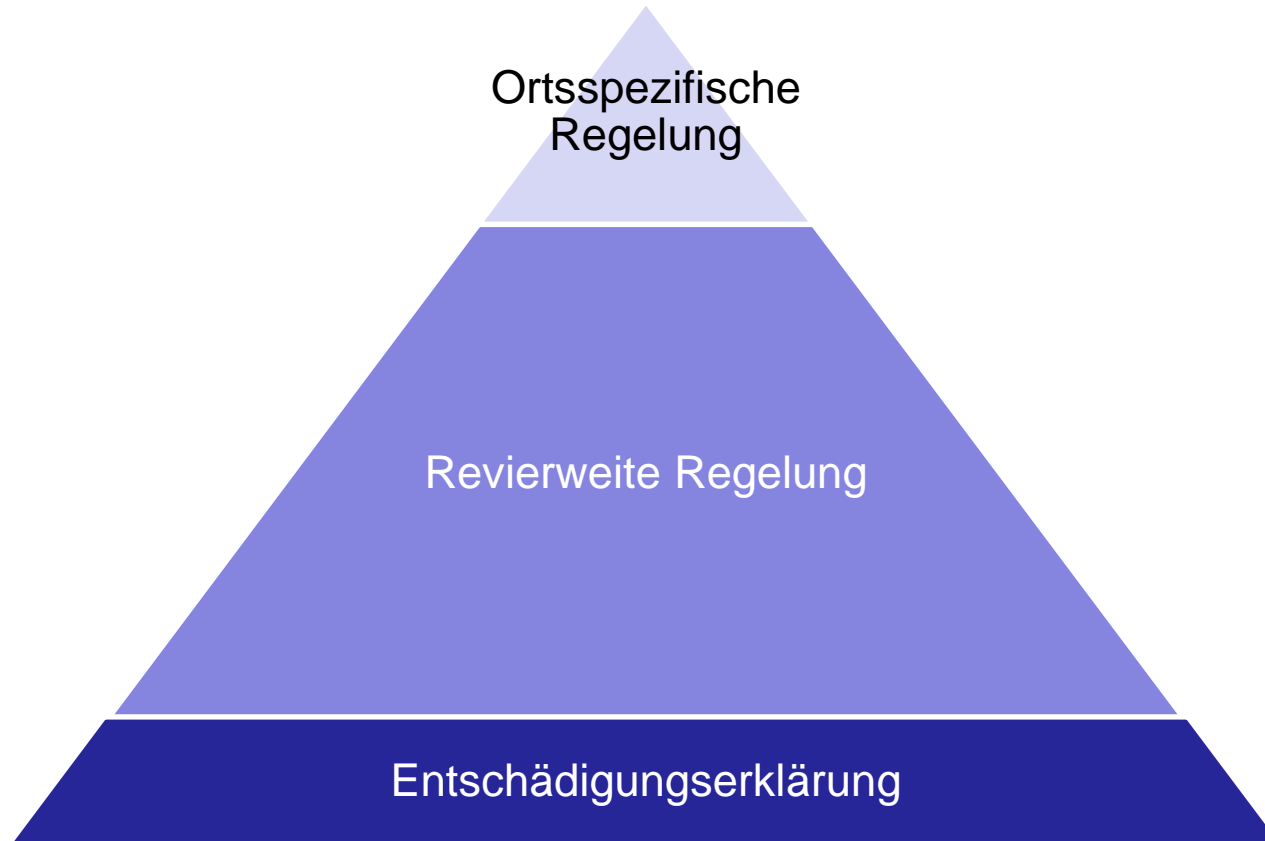 Ortsspezifische
Regelung
Revierweite Regelung
Entschädigungserklärung